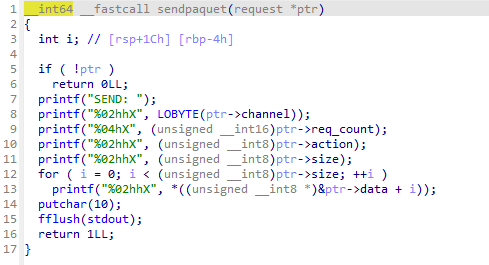 1 __int64 __fastcall sendpaquet(request *ptr)
2 {
3 int i; // [rsp+1Ch] [rbp-4h]
4
5 if ( !ptr )
6 return 0LL;
7 printf("SEND: ");
8 printf("%02hhX", LOBYTE(ptr->channel));
9 printf("%04hX", (unsigned __int16)ptr->req_count);
10 printf("%02hhX", (unsigned __int8)ptr->action);
11 printf("%02hhX", (unsigned __int8)ptr->size);
12 for ( i = 0; i < (unsigned __int8)ptr->size; ++i )
13 printf("%02hhX", *((unsigned __int8 *)&ptr->data + i));
14 putchar(10);
15 fflush(stdout);
16 return 1LL;
17 }